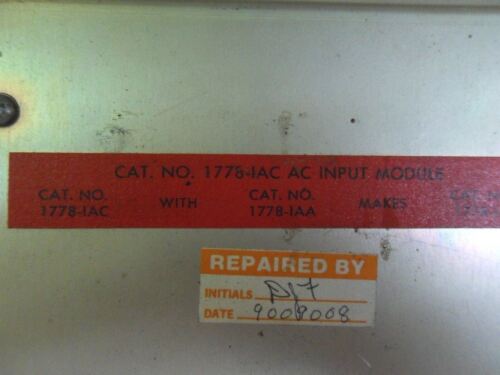 CAT. NO. 1778-IAC AC INPUT MODULE
CAT. NO. CAT. NO.
1778-IAC WITH 1778-IAA MAKES
REPAIRED BY
INITIALS
DATE 9009008